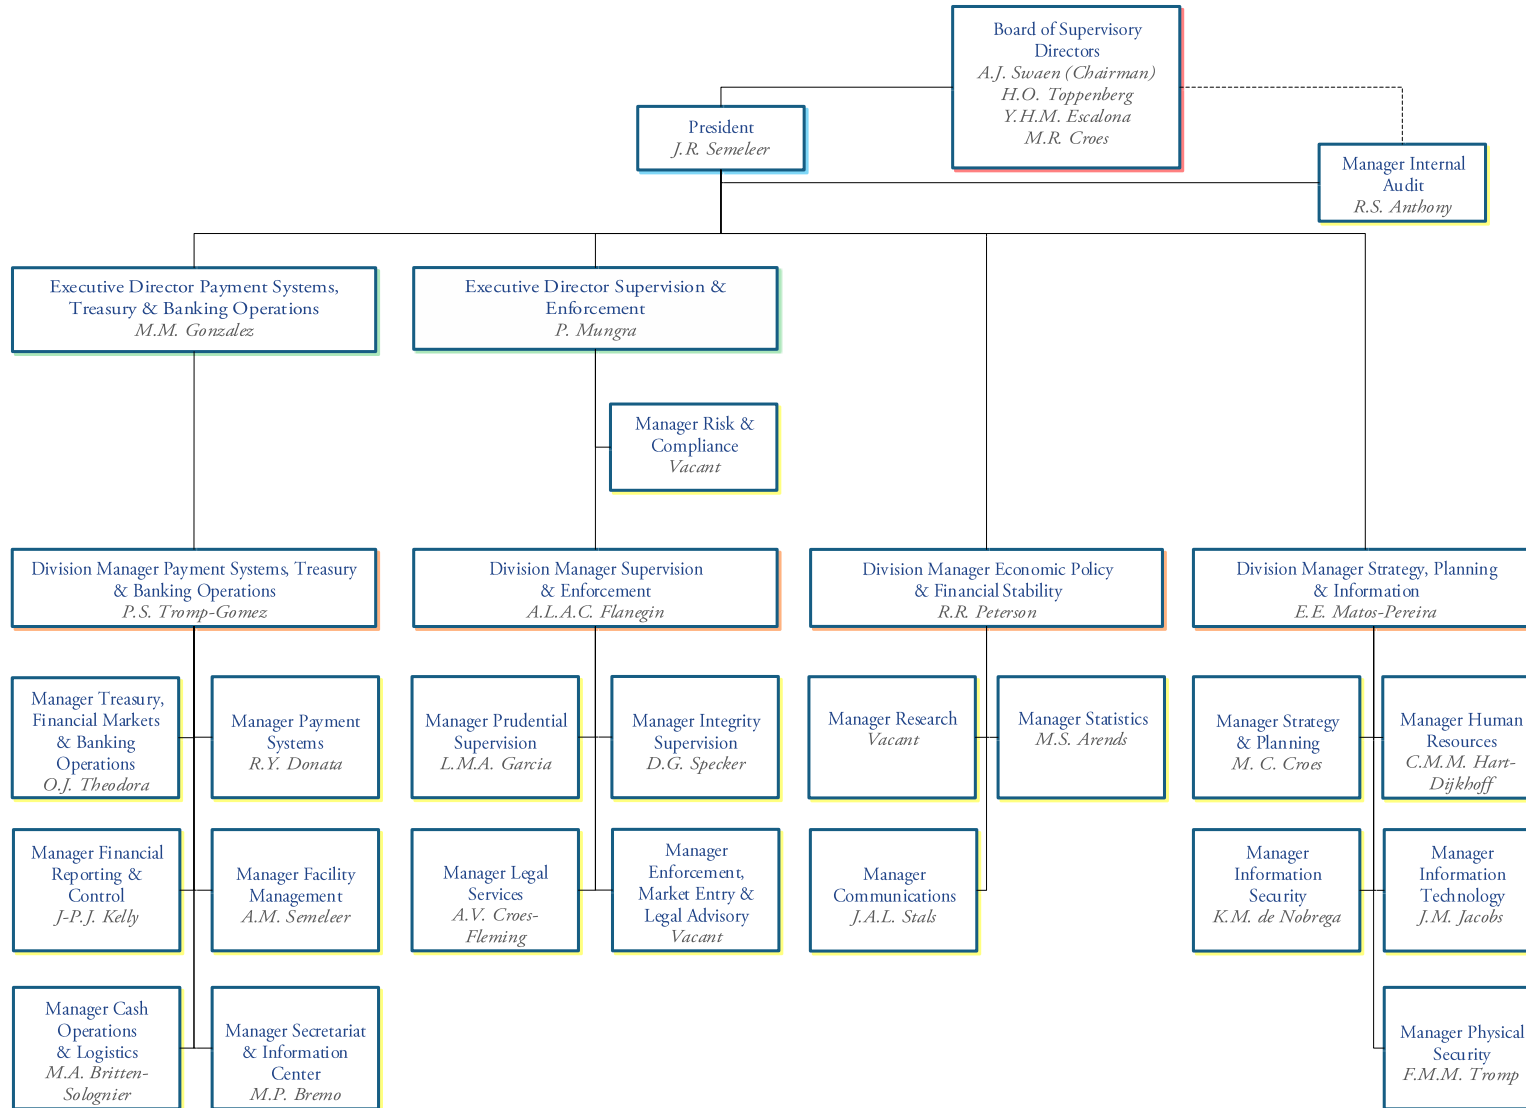 Board of Supervisory
Directors
A.J. Swaen (Chairman)
H.O. Toppenberg
Y.H.M. Escalona
M.R. Croes
President
J.R. Semeleer
Manager Internal
Audit
R.S. Anthony
Executive Director Payment Systems,
Treasury & Banking Operations
M.M. Gonzalez
Executive Director Supervision &
Enforcement
P. Mungra
Manager Risk &
Compliance
Vacant
Division Manager Payment Systems, Treasury
& Banking Operations
P.S. Tromp-Gomez
Division Manager Supervision
& Enforcement
A.L.A.C. Flanegin
Division Manager Economic Policy
& Financial Stability
R.R. Peterson
Division Manager Strategy, Planning
& Information
E.E. Matos-Pereira
Manager Treasury,
Financial Markets
& Banking
Operations
O.J. Theodora
Manager Payment
Systems
R.Y. Donata
Manager Prudential
Supervision
L.M.A. Garcia
Manager Integrity
Supervision
D.G. Specker
Manager Research
Vacant
Manager Statistics
M.S. Arends
Manager Strategy
& Planning
M. C. Croes
Manager Human
Resources
C.M.M. Hart-
Dijkhoff
Manager Financial
Reporting &
Control
J-P.J. Kelly
Manager Facility
Management
A.M. Semeleer
Manager Legal
Services
A.V. Croes-
Fleming
Manager
Enforcement,
Market Entry &
Legal Advisory
Vacant
Manager
Communications
J.A.L. Stals
Manager
Information
Security
K.M. de Nobrega
Manager
Information
Technology
J.M. Jacobs
Manager Cash
Operations
& Logistics
M.A. Britten-
Solognier
Manager Secretariat
& Information
Center
M.P. Bremo
Manager Physical
Security
F.M.M. Tromp